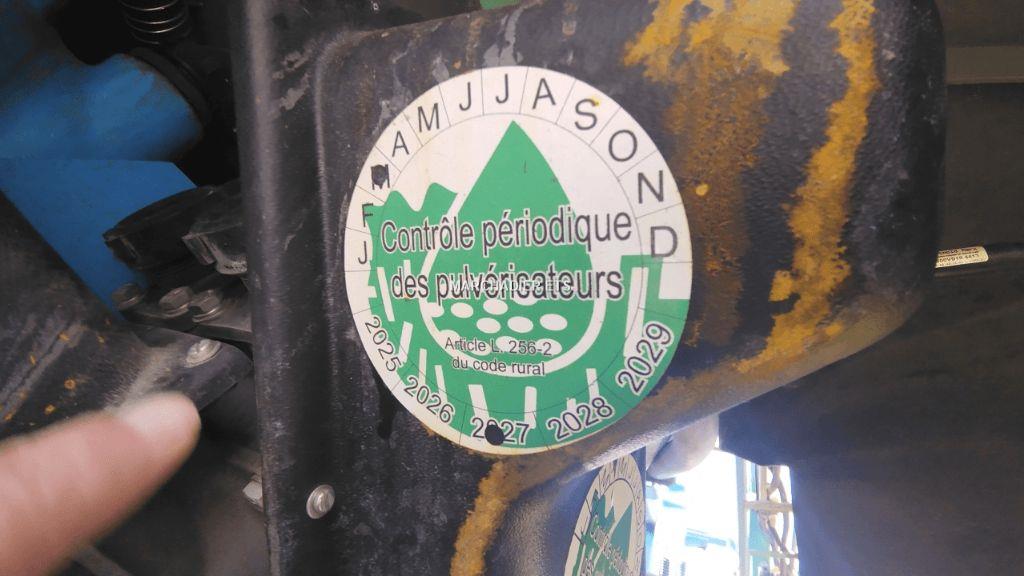 J F M A M J J A S O N D
Contrôle périodique
des pulvérisateurs
MARCHADIER ETS
Article L. 256-2
du code rural
2025 2026 2027 2028 2029